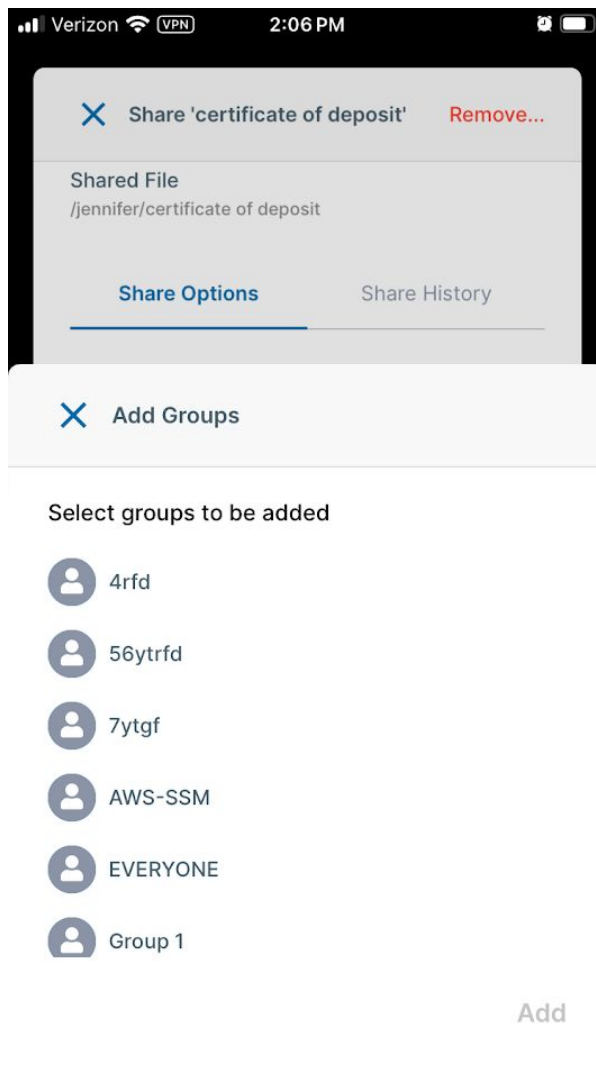 Verizon VPN 2:06 PM
Share 'certificate of deposit' Remove...
Shared File
/jennifer/certificate of deposit
Share Options Share History
Add Groups
Select groups to be added
4rfd
56ytrfd
7ytgf
AWS-SSM
EVERYONE
Group 1
Add